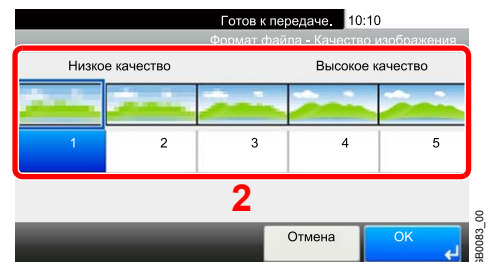 Готов к передаче. 10:10
Формат файла - Качество изображения
Низкое качество Высокое качество
1 2 3 4 5
2
Отмена OK
GB0083_00